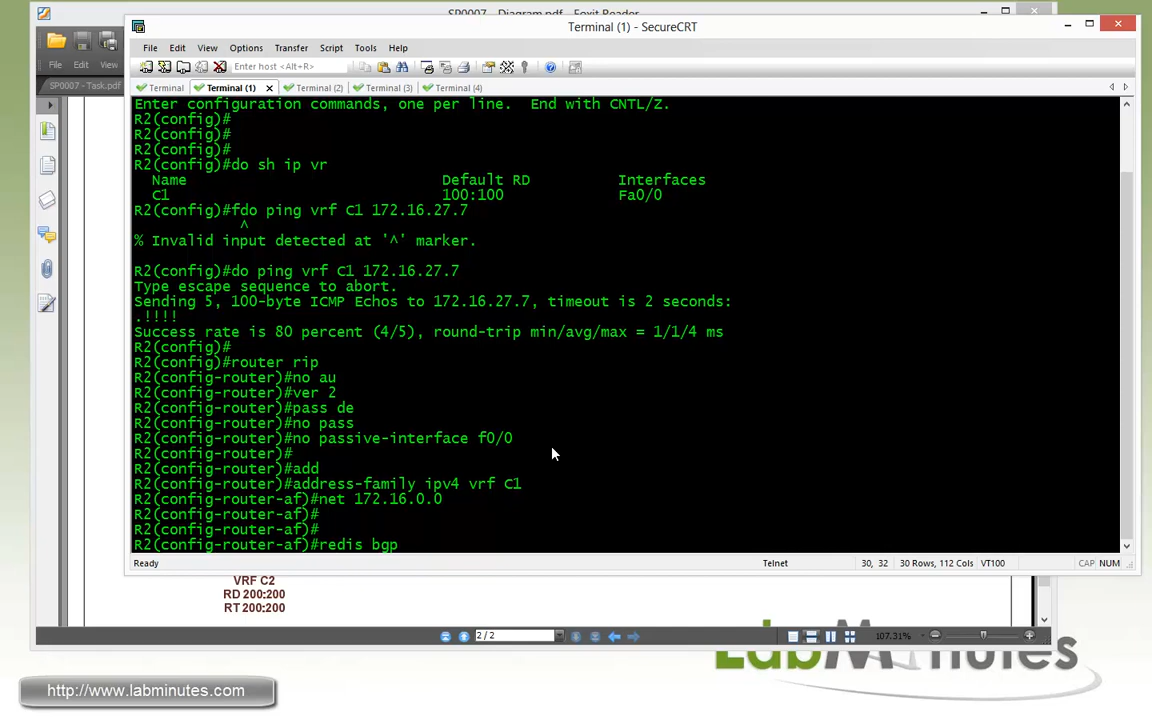 SP0007 - Diagram.pdf - Foxit Reader
Terminal (1) - SecureCRT
File Edit View Options Transfer Script Tools Help
File Edit View
Enter host <Alt+R>
SP0007 - Task.pdf
Terminal Terminal (1) Terminal (2) Terminal (3) Terminal (4)
Enter configuration commands, one per line.  End with CNTL/Z.
R2(config)#
R2(config)#
R2(config)#
R2(config)#do sh ip vr
Name Default RD Interfaces
C1 100:100 Fa0/0
R2(config)#fdo ping vrf C1 172.16.27.7
^
% Invalid input detected at '^' marker.
R2(config)#do ping vrf C1 172.16.27.7
Type escape sequence to abort.
Sending 5, 100-byte ICMP Echos to 172.16.27.7, timeout is 2 seconds:
.!!!!
Success rate is 80 percent (4/5), round-trip min/avg/max = 1/1/4 ms
R2(config)#
R2(config)#router rip
R2(config-router)#no au
R2(config-router)#ver 2
R2(config-router)#pass de
R2(config-router)#no pass
R2(config-router)#no passive-interface f0/0
R2(config-router)#
R2(config-router)#add
R2(config-router)#address-family ipv4 vrf C1
R2(config-router-af)#net 172.16.0.0
R2(config-router-af)#
R2(config-router-af)#
R2(config-router-af)#redis bgp
Ready Telnet 30, 32 30 Rows, 112 Cols VT100 CAP NUM
VRF C2
RD 200:200
RT 200:200
2 / 2 107.31%
LabMinutes
http://www.labminutes.com